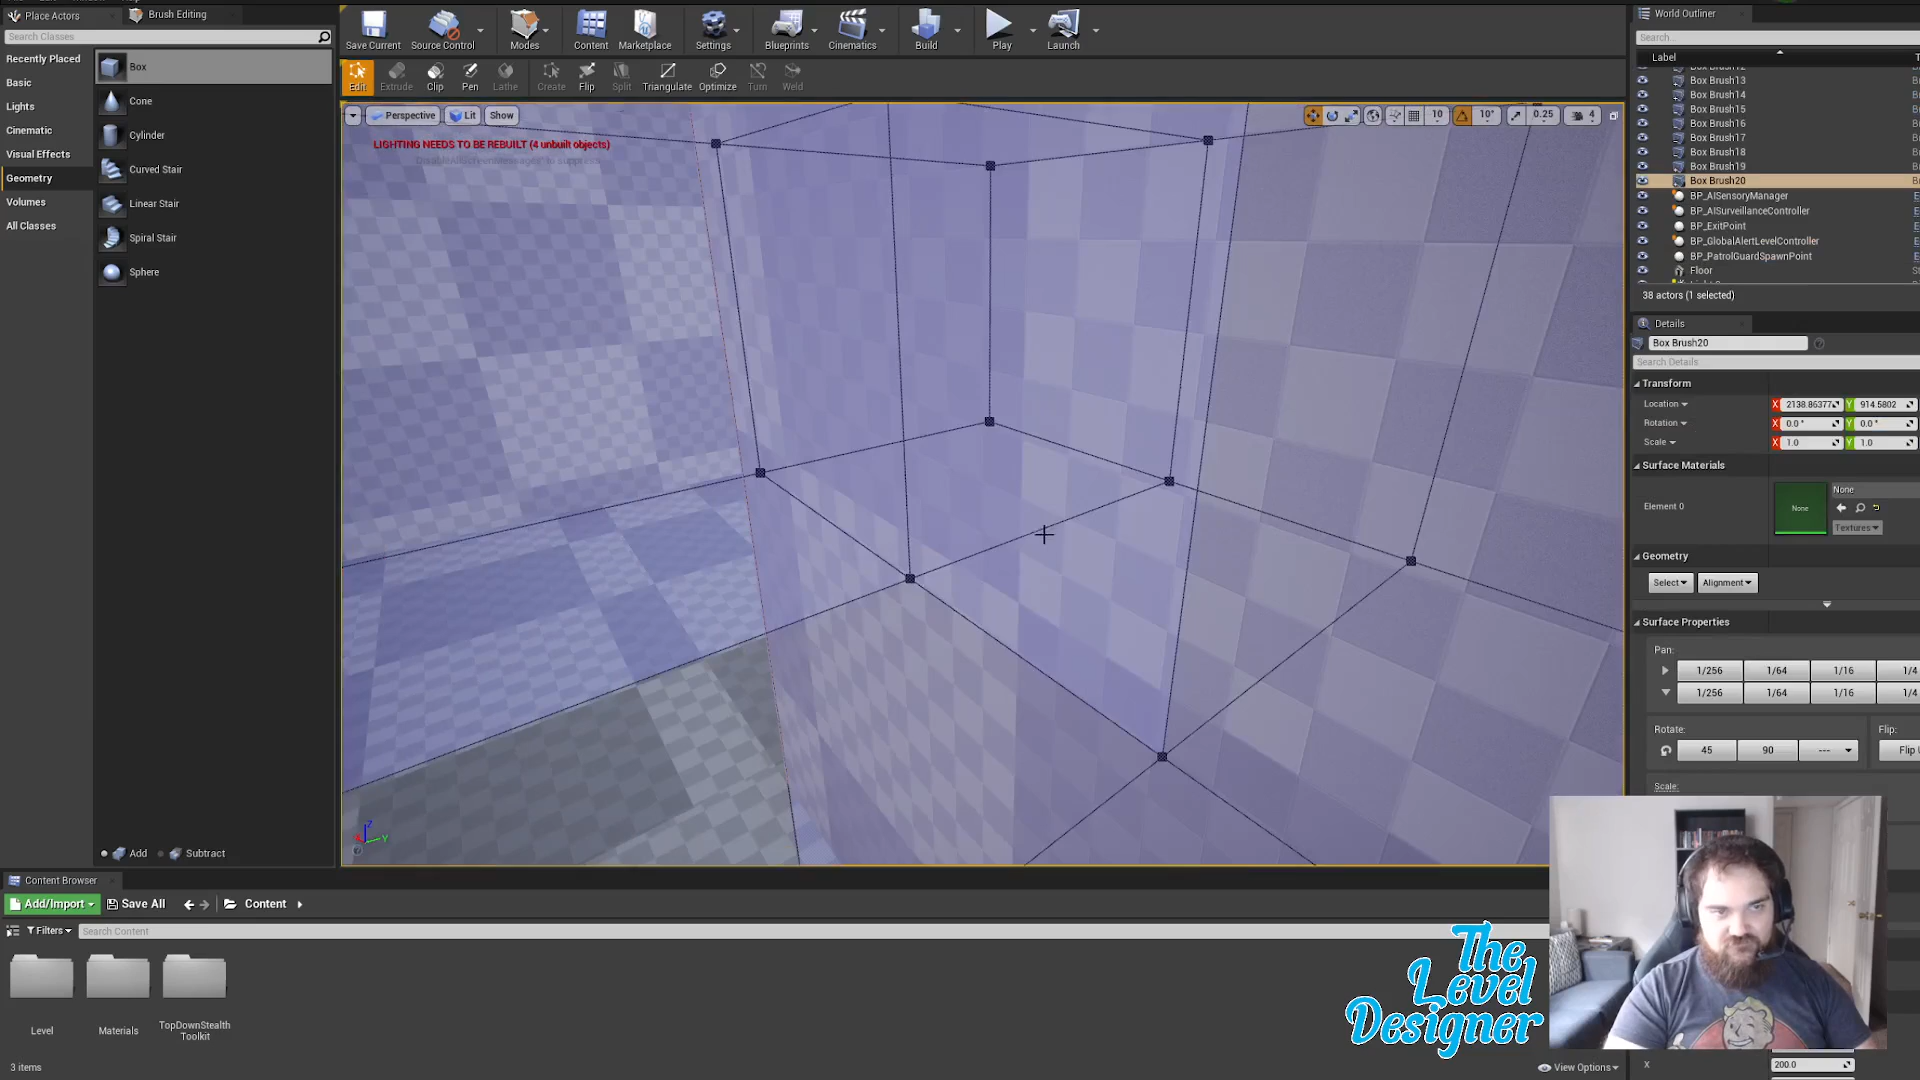 Place Actors
Brush Editing
Search Classes
Recently Placed
Basic
Lights
Cinematic
Visual Effects
Geometry
Volumes
All Classes
Box
Cone
Cylinder
Curved Stair
Linear Stair
Spiral Stair
Sphere
Add
Subtract
Save Current
Source Control
Modes
Content
Marketplace
Settings
Blueprints
Cinematics
Build
Play
Launch
Edit
Extrude
Clip
Pen
Lathe
Create
Flip
Split
Triangulate
Optimize
Turn
Weld
Perspective
Lit
Show
10
10°
0.25
4
LIGHTING NEEDS TO BE REBUILT (4 unbuilt objects)
'DisableAllScreenMessages' to suppress
Z
Y
World Outliner
Search...
Label
Box Brush12
Box Brush13
Box Brush14
Box Brush15
Box Brush16
Box Brush17
Box Brush18
Box Brush19
Box Brush20
BP_AISensoryManager
BP_AISurveillanceController
BP_ExitPoint
BP_GlobalAlertLevelController
BP_PatrolGuardSpawnPoint
Floor
38 actors (1 selected)
Details
Box Brush20
Search Details
Transform
Location
X 2138.86377
Y 914.5802
Rotation
X 0.0 °
Y 0.0 °
Scale
X 1.0
Y 1.0
Surface Materials
Element 0
None
None
Textures
Geometry
Select
Alignment
Surface Properties
Pan:
1/256
1/64
1/16
1/4
1/256
1/64
1/16
1/4
Rotate:
Flip:
45
90
---
Flip U
Scale:
X
200.0
Content Browser
Add/Import
Save All
Content
Filters
Search Content
Level
Materials
TopDownStealth
Toolkit
3 items
View Options
The
Level
Designer